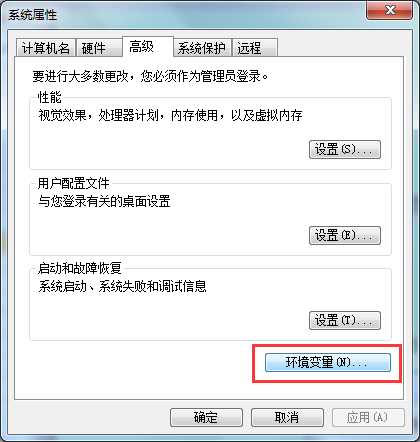 系统属性
计算机名 硬件 高级 系统保护 远程
要进行大多数更改，您必须作为管理员登录。
性能
视觉效果，处理器计划，内存使用，以及虚拟内存
设置(S)...
用户配置文件
与您登录有关的桌面设置
设置(E)...
启动和故障恢复
系统启动、系统失败和调试信息
设置(T)...
环境变量(N)...
确定 取消 应用(A)